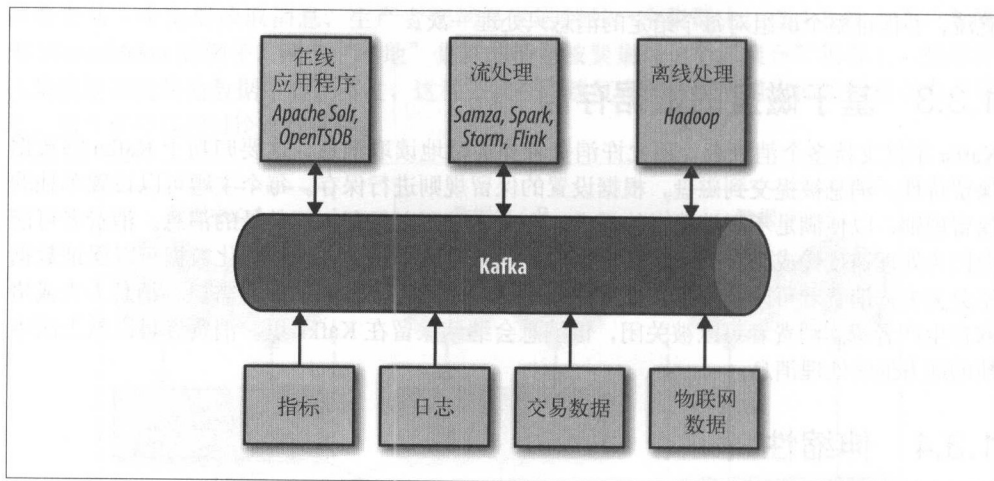 在线
应用程序
Apache Solr,
OpenTSDB
流处理
Samza, Spark,
Storm, Flink
离线处理
Hadoop
Kafka
指标
日志
交易数据
物联网
数据